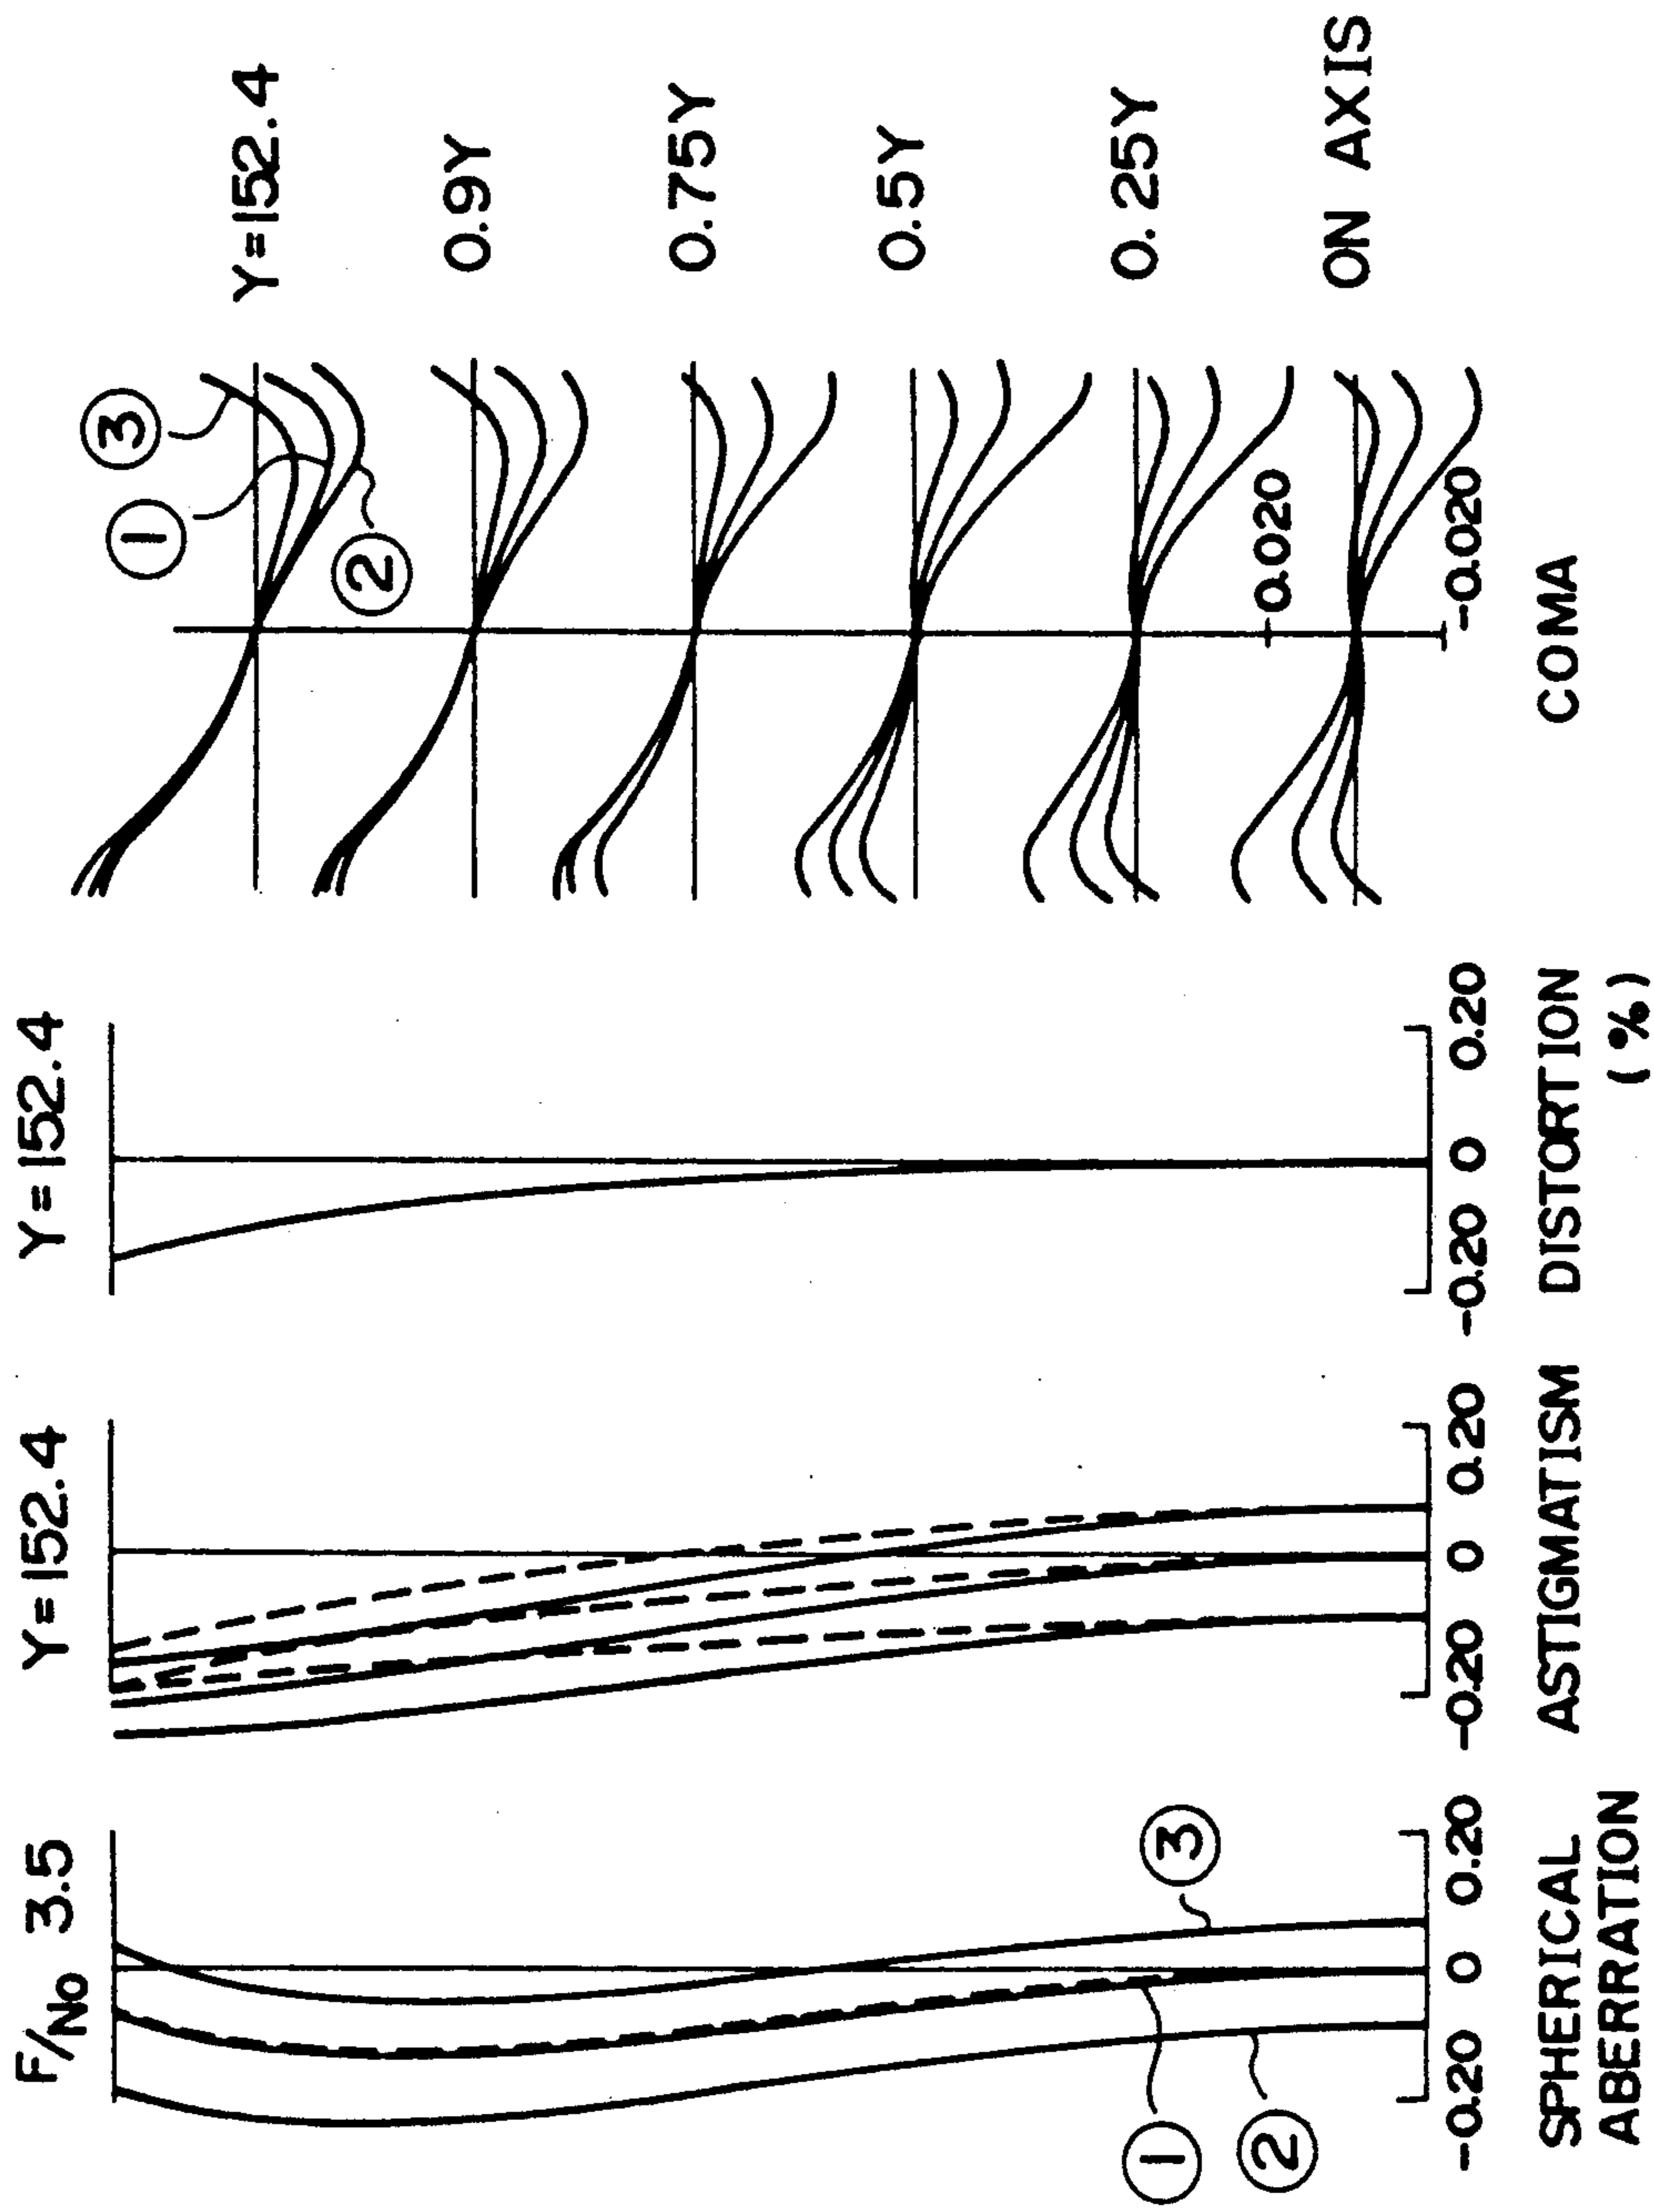 F/No 3.5
-0.20 0 0.20
SPHERICAL
ABERRATION
①
②
③
Y=152.4
-0.20 0 0.20
ASTIGMATISM
Y=152.4
-0.20 0 0.20
DISTORTION
(%)
①
③
②
0.020
-0.020
COMA
Y=152.4
0.9Y
0.75Y
0.5Y
0.25Y
ON AXIS